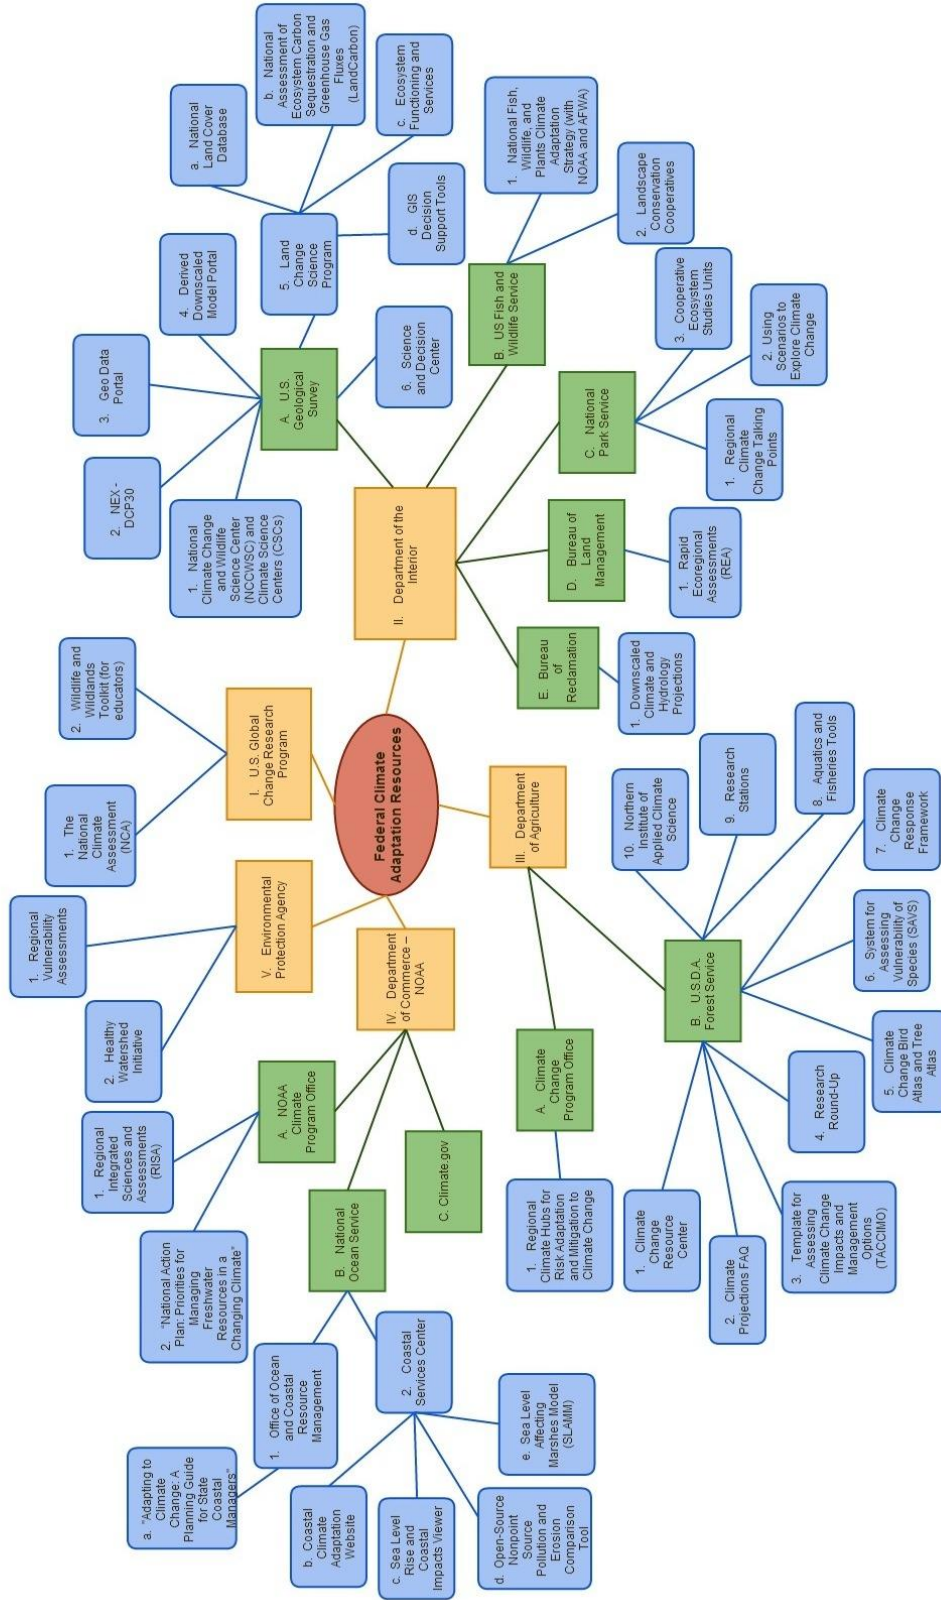 Federal Climate
Adaptation Resources
I. U.S. Global
Change Research
Program
1. The
National
Climate
Assessment
(NCA)
2. Wildlife and
Wildlands
Toolkit (for
educators)
II. Department of the
Interior
A. U.S.
Geological
Survey
1. National
Climate Change
and Wildlife
Science Center
(NCCWSC) and
Climate Science
Centers (CSCs)
2. NEX -
DCP30
3. Geo Data
Portal
4. Derived
Downscaled
Model Portal
5. Land
Change
Science
Program
a. National
Land Cover
Database
b. National
Assessment of
Ecosystem Carbon
Sequestration and
Greenhouse Gas
Fluxes
(LandCarbon)
c. Ecosystem
Functioning and
Services
d. GIS
Decision
Support Tools
6. Science
and Decision
Center
B. US Fish and
Wildlife Service
1. National Fish,
Wildlife, and
Plants Climate
Adaptation
Strategy (with
NOAA and AFWA)
2. Landscape
Conservation
Cooperatives
C. National
Park Service
1. Regional
Climate
Change Talking
Points
2. Using
Scenarios to
Explore Climate
Change
3. Cooperative
Ecosystem
Studies Units
D. Bureau of
Land
Management
1. Rapid
Ecoregional
Assessments
(REA)
E. Bureau
of
Reclamation
1. Downscaled
Climate and
Hydrology
Projections
III. Department
of Agriculture
A. Climate
Change
Program Office
1. Regional
Climate Hubs for
Risk Adaptation
and Mitigation to
Climate Change
B. U.S.D.A.
Forest Service
1. Climate
Change
Resource
Center
2. Climate
Projections FAQ
3. Template for
Assessing
Climate Change
Impacts and
Management
Options
(TACCIMO)
4. Research
Round-Up
5. Climate
Change Bird
Atlas and Tree
Atlas
6. System for
Assessing
Vulnerability of
Species (SAVS)
7. Climate
Change
Response
Framework
8. Aquatics and
Fisheries Tools
9. Research
Stations
10. Northern
Institute of
Applied Climate
Science
IV. Department
of Commerce –
NOAA
A. NOAA
Climate
Program Office
1. Regional
Integrated
Sciences and
Assessments
(RISA)
2. "National Action
Plan: Priorities for
Managing
Freshwater
Resources in a
Changing Climate"
B. National
Ocean Service
1. Office of Ocean
and Coastal
Resource
Management
a. "Adapting to
Climate
Change: A
Planning Guide
for State
Coastal
Managers"
2. Coastal
Services Center
b. Coastal
Climate
Adaptation
Website
c. Sea Level
Rise and
Coastal
Impacts Viewer
d. Open-Source
Nonpoint
Source
Pollution and
Erosion
Comparison
Tool
e. Sea Level
Affecting
Marshes Model
(SLAMM)
C. Climate.gov
V. Environmental
Protection Agency
1. Regional
Vulnerability
Assessments
2. Healthy
Watershed
Initiative